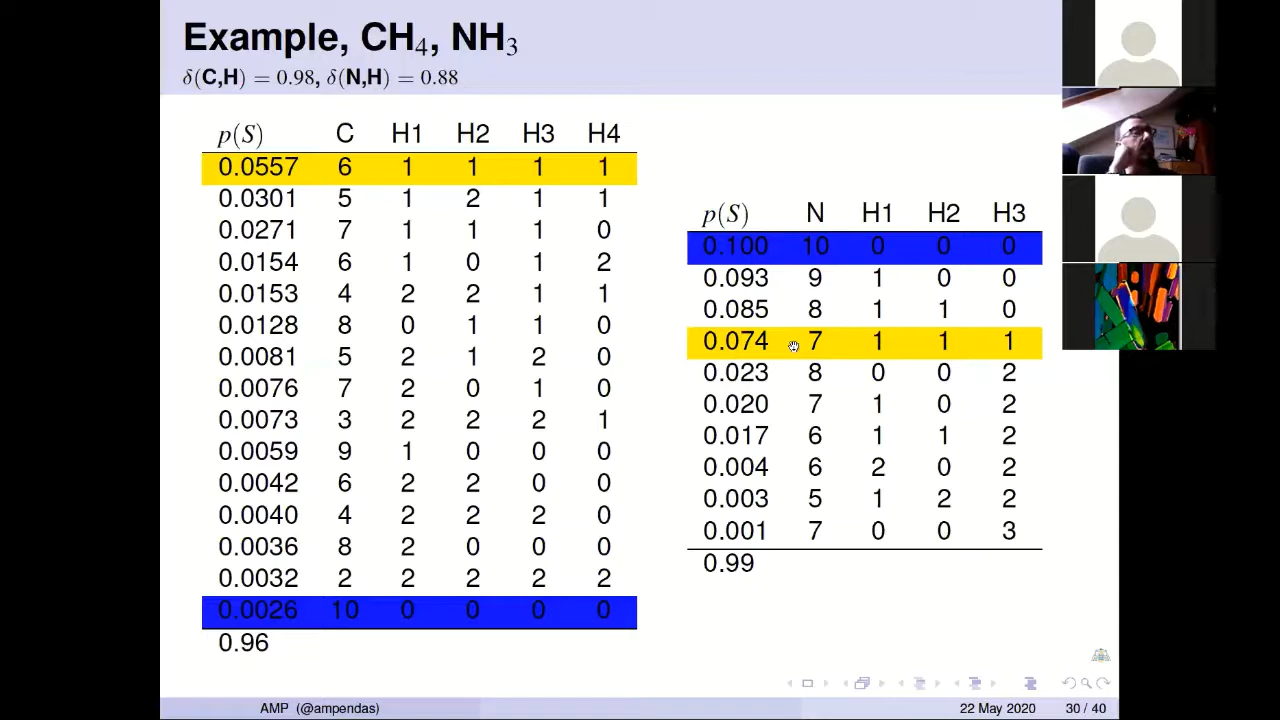 Example, CH4, NH3
δ(C,H) = 0.98, δ(N,H) = 0.88
p(S) C H1 H2 H3 H4
0.0557 6 1 1 1 1
0.0301 5 1 2 1 1
0.0271 7 1 1 1 0
0.0154 6 1 0 1 2
0.0153 4 2 2 1 1
0.0128 8 0 1 1 0
0.0081 5 2 1 2 0
0.0076 7 2 0 1 0
0.0073 3 2 2 2 1
0.0059 9 1 0 0 0
0.0042 6 2 2 0 0
0.0040 4 2 2 2 0
0.0036 8 2 0 0 0
0.0032 2 2 2 2 2
0.0026 10 0 0 0 0
0.96
p(S) N H1 H2 H3
0.100 10 0 0 0
0.093 9 1 0 0
0.085 8 1 1 0
0.074 7 1 1 1
0.023 8 0 0 2
0.020 7 1 0 2
0.017 6 1 1 2
0.004 6 2 0 2
0.003 5 1 2 2
0.001 7 0 0 3
0.99
AMP (@ampendas) 22 May 2020 30 / 40